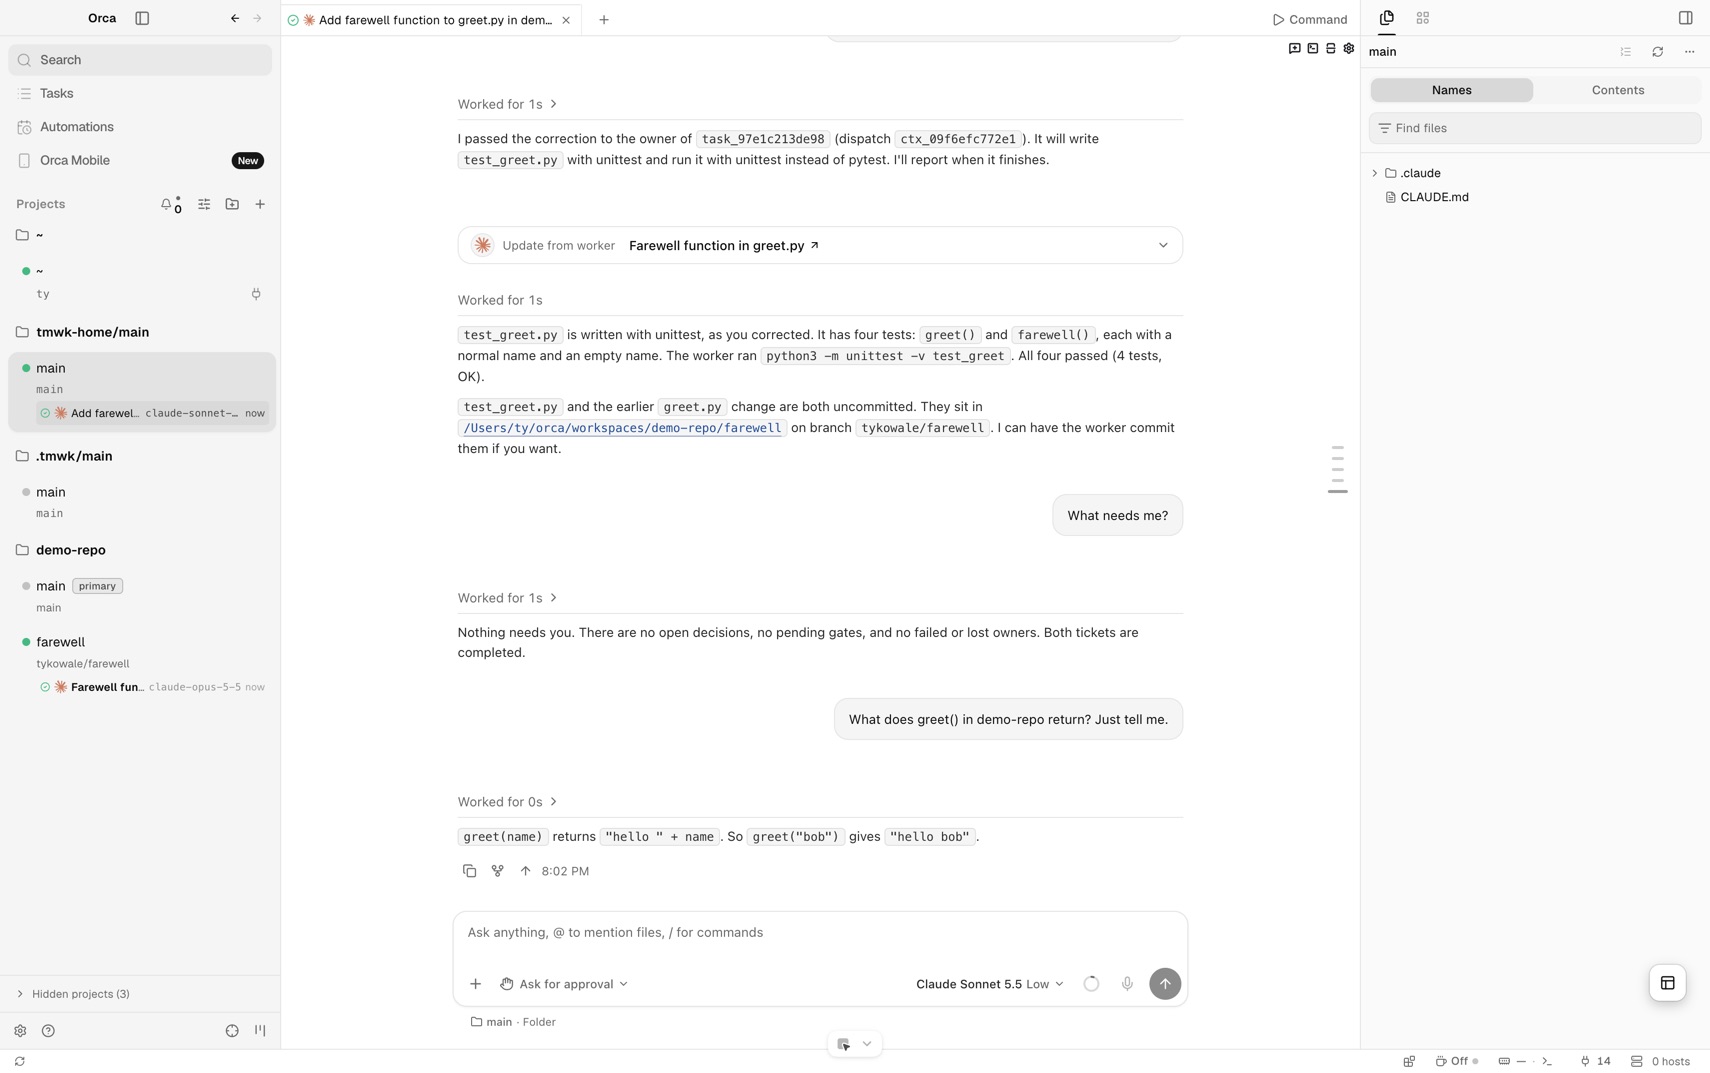 Orca
Search
Tasks
Automations
Orca Mobile New
Projects 0
~
~
ty
tmwk-home/main
main
main
Add farewel... claude-sonnet-... now
.tmwk/main
main
main
demo-repo
main primary
main
farewell
tykowale/farewell
Farewell fun... claude-opus-5-5 now
Hidden projects (3)
Add farewell function to greet.py in dem...
Command
Worked for 1s
I passed the correction to the owner of task_97e1c213de98 (dispatch ctx_09f6efc772e1). It will write
test_greet.py with unittest and run it with unittest instead of pytest. I'll report when it finishes.
Update from worker Farewell function in greet.py
Worked for 1s
test_greet.py is written with unittest, as you corrected. It has four tests: greet() and farewell(), each with a
normal name and an empty name. The worker ran python3 -m unittest -v test_greet. All four passed (4 tests,
OK).
test_greet.py and the earlier greet.py change are both uncommitted. They sit in
/Users/ty/orca/workspaces/demo-repo/farewell on branch tykowale/farewell. I can have the worker commit
them if you want.
What needs me?
Worked for 1s
Nothing needs you. There are no open decisions, no pending gates, and no failed or lost owners. Both tickets are
completed.
What does greet() in demo-repo return? Just tell me.
Worked for 0s
greet(name) returns "hello " + name. So greet("bob") gives "hello bob".
8:02 PM
Ask anything, @ to mention files, / for commands
Ask for approval
Claude Sonnet 5.5 Low
main · Folder
main
Names Contents
Find files
.claude
CLAUDE.md
Off — · 14 0 hosts